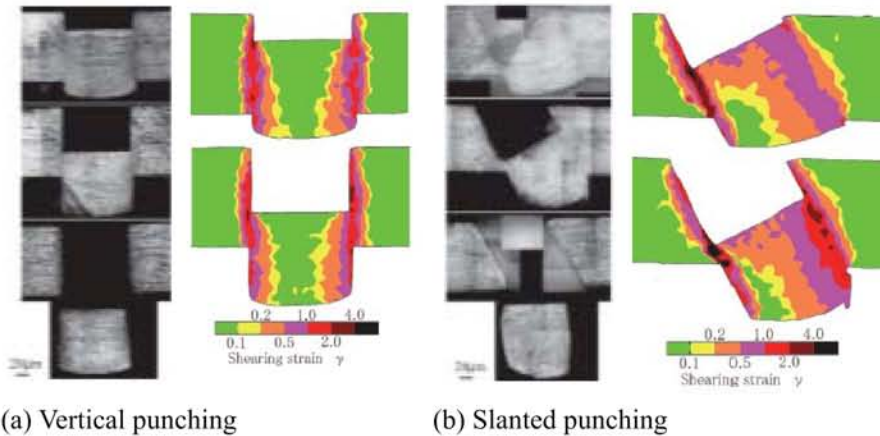 0.2 1.0 4.0
0.1 0.5 2.0
Shearing strain γ
0.2 1.0 4.0
0.1 0.5 2.0
Shearing strain γ
(a) Vertical punching
(b) Slanted punching